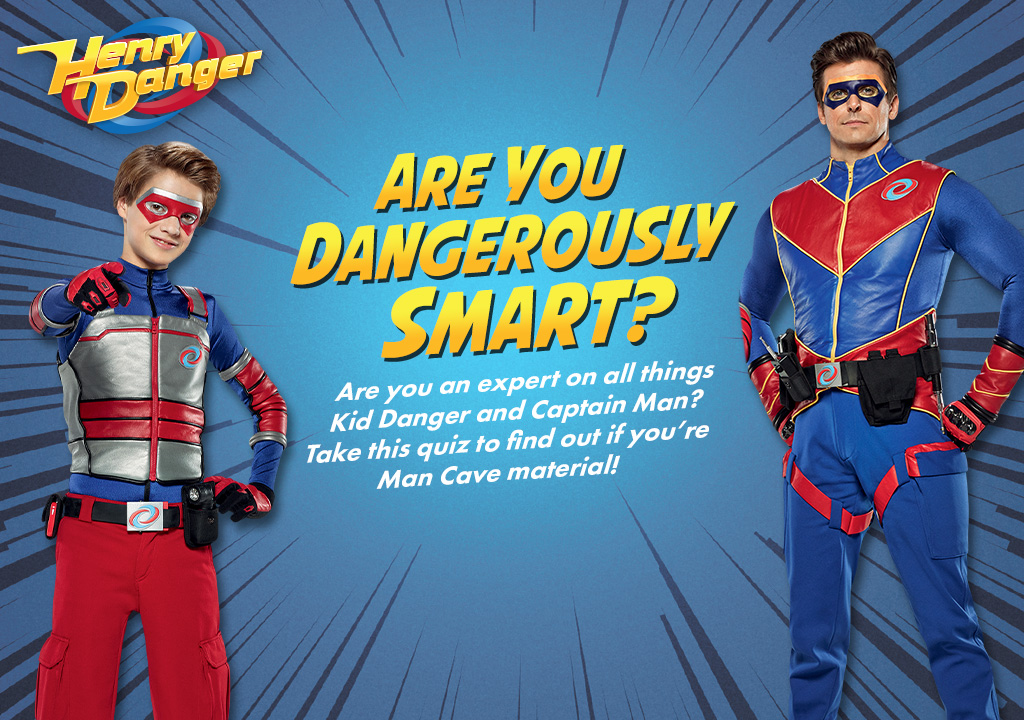 Henry
Danger
Are You
Dangerously
Smart?
Are you an expert on all things
Kid Danger and Captain Man?
Take this quiz to find out if you're
Man Cave material!